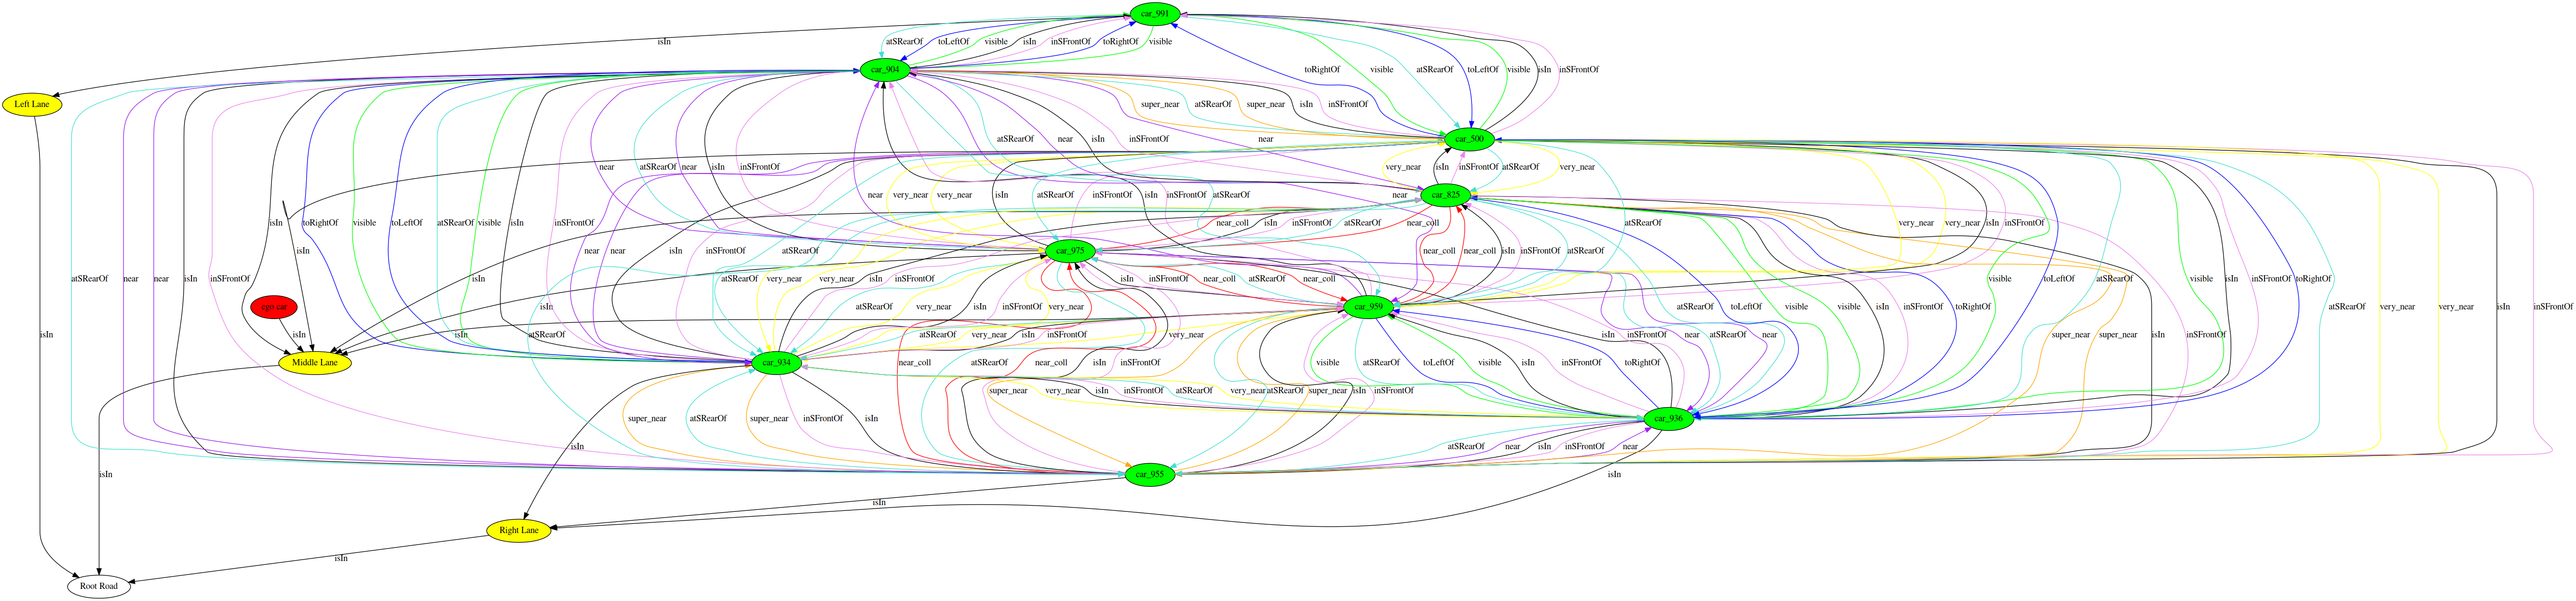 car_991
isIn atSRearOf toLeftOf visible isIn inSFrontOf toRightOf visible
car_904 toRightOf visible atSRearOf toLeftOf visible isIn inSFrontOf
Left Lane super_near atSRearOf super_near isIn inSFrontOf
atSRearOf near isIn inSFrontOf near car_500
near atSRearOf near isIn inSFrontOf very_near isIn inSFrontOf atSRearOf very_near
near very_near very_near isIn atSRearOf inSFrontOf isIn inSFrontOf atSRearOf near car_825
isIn toRightOf visible toLeftOf atSRearOf visible isIn inSFrontOf near_coll isIn inSFrontOf atSRearOf near_coll atSRearOf very_near very_near isIn inSFrontOf
isIn near near isIn inSFrontOf atSRearOf car_975 near_coll near_coll isIn inSFrontOf atSRearOf
atSRearOf near near isIn inSFrontOf isIn atSRearOf very_near very_near isIn inSFrontOf isIn inSFrontOf near_coll atSRearOf near_coll visible isIn inSFrontOf toRightOf visible toLeftOf atSRearOf
ego car atSRearOf very_near isIn inSFrontOf very_near car_959 atSRearOf toLeftOf visible visible isIn inSFrontOf toRightOf atSRearOf very_near very_near isIn inSFrontOf
isIn isIn isIn atSRearOf atSRearOf very_near isIn inSFrontOf very_near isIn inSFrontOf near atSRearOf near super_near super_near isIn inSFrontOf
Middle Lane car_934 near_coll atSRearOf near_coll isIn inSFrontOf visible atSRearOf toLeftOf visible isIn inSFrontOf toRightOf
super_near very_near isIn inSFrontOf atSRearOf very_near atSRearOf super_near isIn inSFrontOf
super_near atSRearOf super_near inSFrontOf isIn car_936
isIn atSRearOf near isIn inSFrontOf near
isIn car_955 isIn
isIn
Right Lane
isIn
Root Road